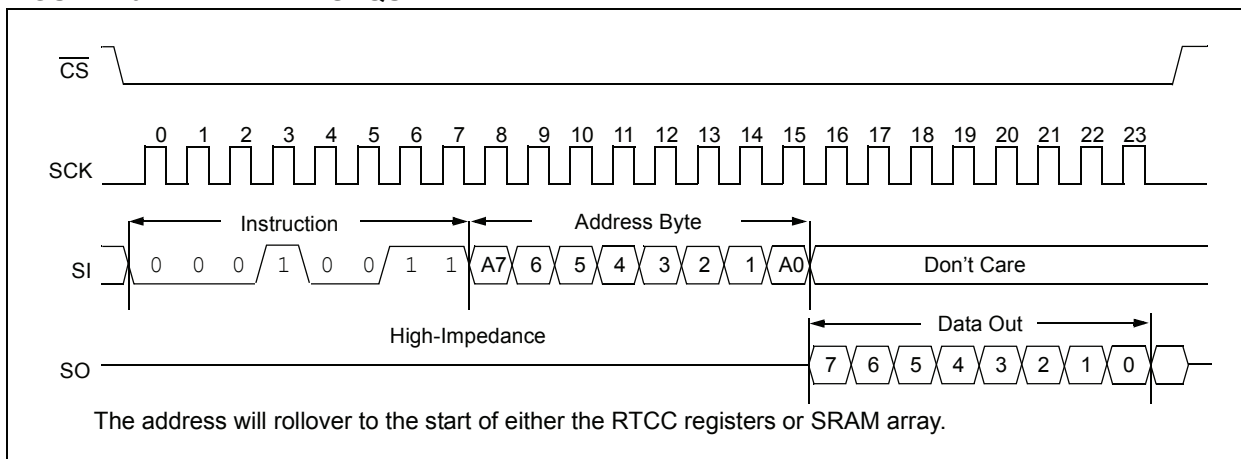 CS
0 1 2 3 4 5 6 7 8 9 10 11 12 13 14 15 16 17 18 19 20 21 22 23
SCK
Instruction Address Byte
SI 0 0 0 1 0 0 1 1 A7 6 5 4 3 2 1 A0 Don't Care
Data Out
High-Impedance
SO 7 6 5 4 3 2 1 0
The address will rollover to the start of either the RTCC registers or SRAM array.